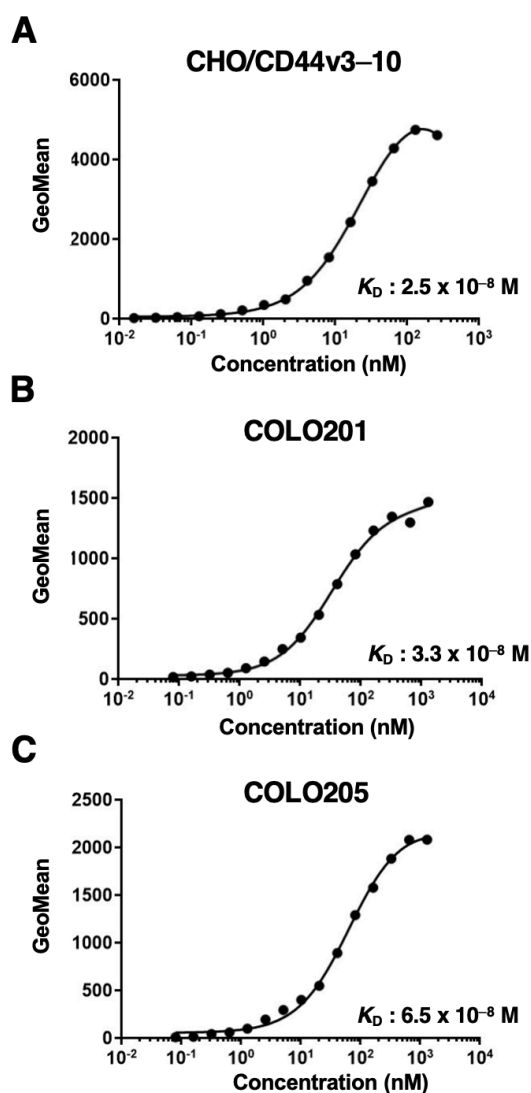 A
CHO/CD44v3–10
6000
4000
2000
0
GeoMean
K_D : 2.5 x 10⁻⁸ M
10⁻² 10⁻¹ 10⁰ 10¹ 10² 10³
Concentration (nM)
B
COLO201
2000
1500
1000
500
0
GeoMean
K_D : 3.3 x 10⁻⁸ M
10⁻² 10⁻¹ 10⁰ 10¹ 10² 10³ 10⁴
Concentration (nM)
C
COLO205
2500
2000
1500
1000
500
0
GeoMean
K_D : 6.5 x 10⁻⁸ M
10⁻² 10⁻¹ 10⁰ 10¹ 10² 10³ 10⁴
Concentration (nM)